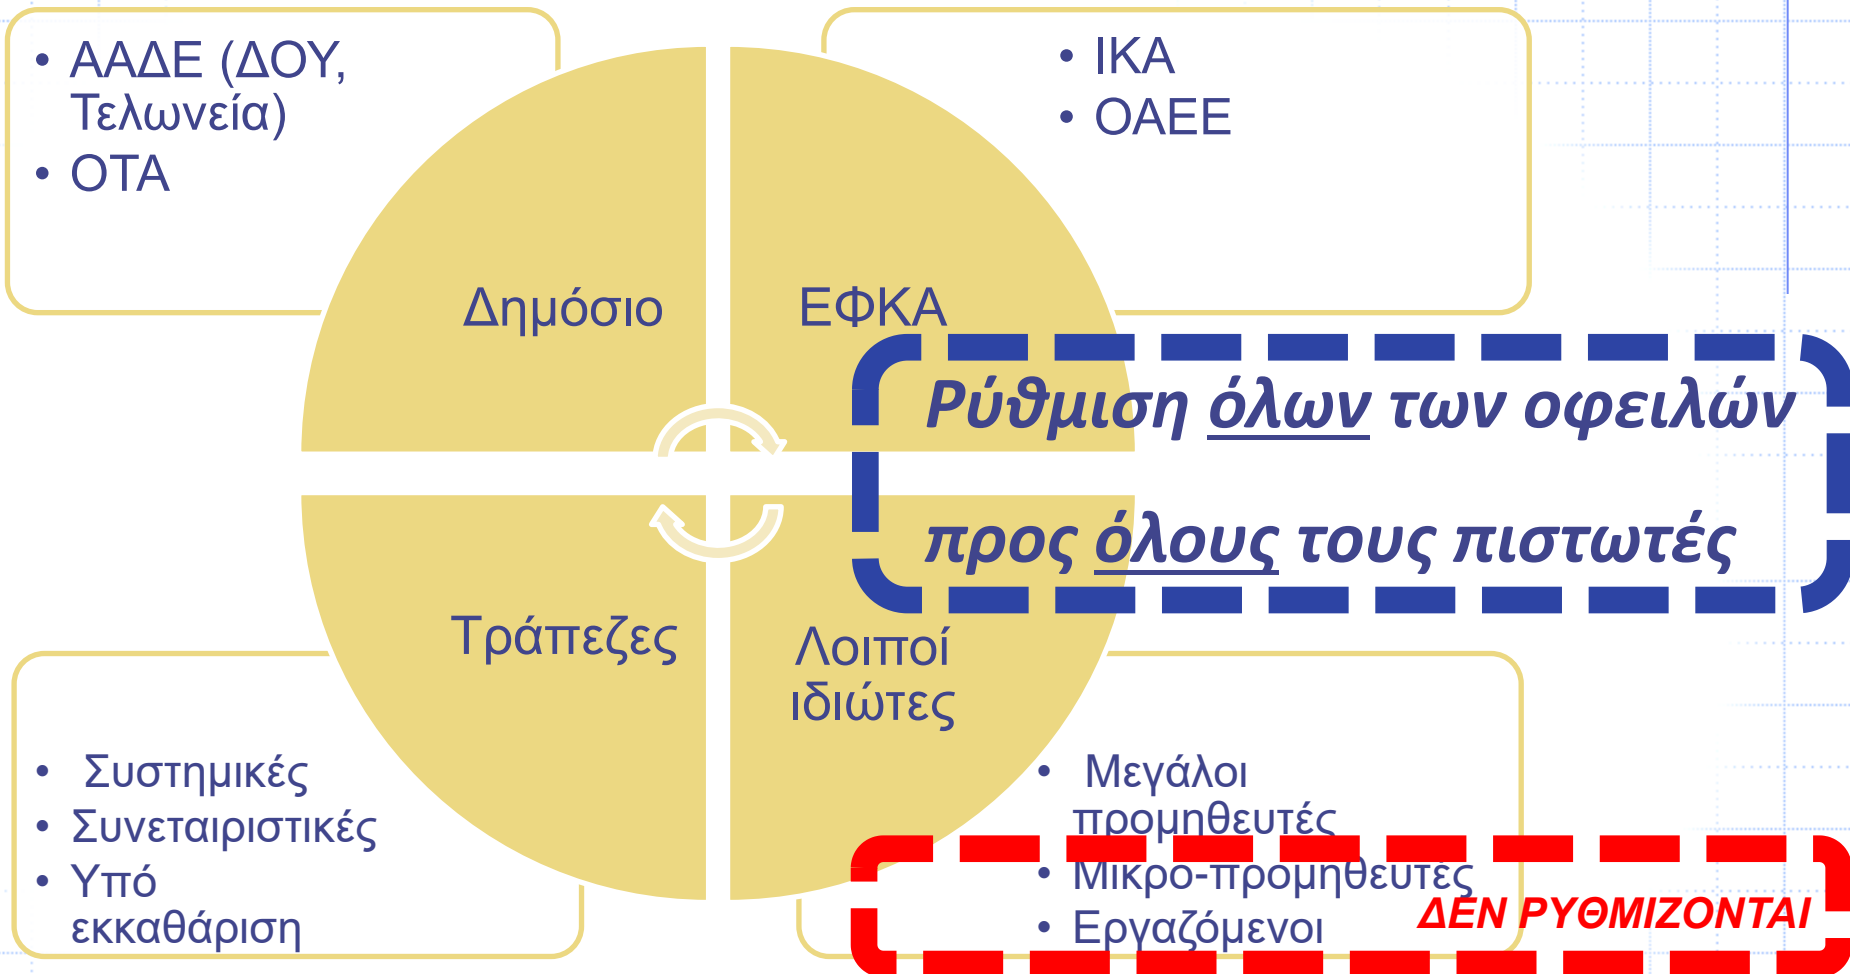 • ΑΑΔΕ (ΔΟΥ,
Τελωνεία)
• ΟΤΑ
• ΙΚΑ
• ΟΑΕΕ
Δημόσιο
ΕΦΚΑ
Ρύθμιση όλων των οφειλών
προς όλους τους πιστωτές
Τράπεζες
Λοιποί
ιδιώτες
• Συστημικές
• Συνεταιριστικές
• Υπό
εκκαθάριση
• Μεγάλοι
προμηθευτές
• Μικρο-προμηθευτές
• Εργαζόμενοι
ΔΕΝ ΡΥΘΜΙΖΟΝΤΑΙ